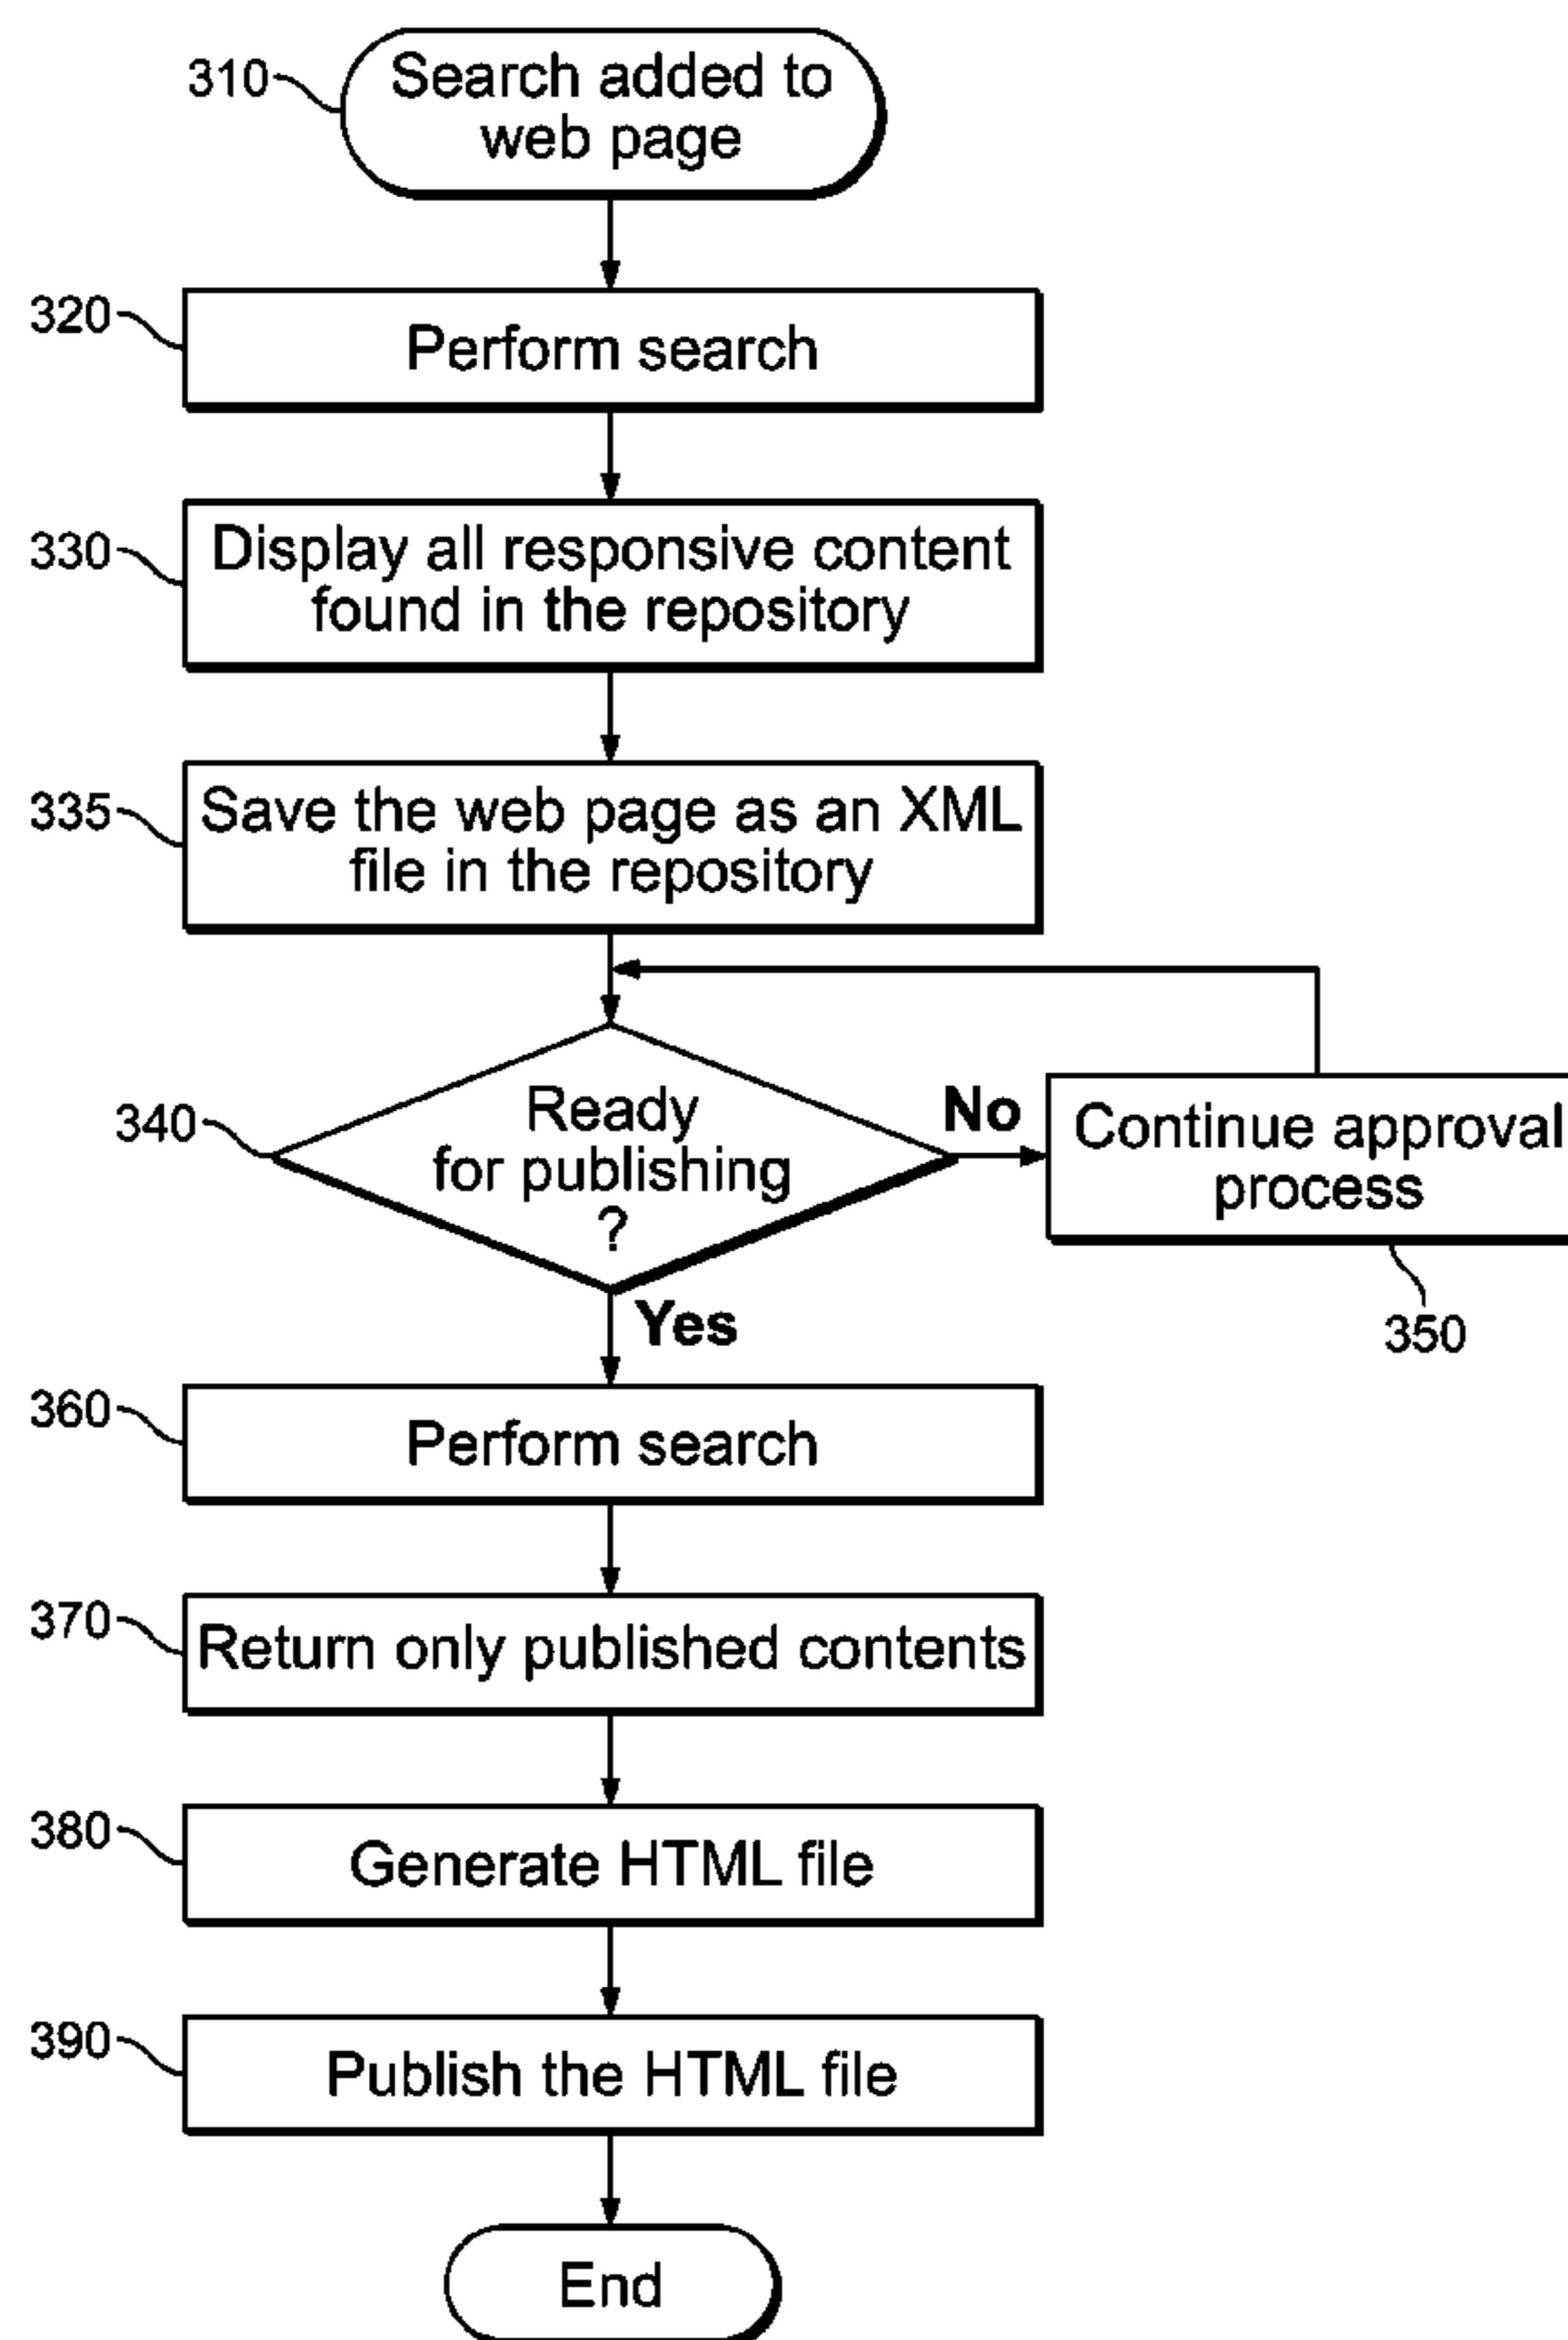 310
Search added to
web page
320
Perform search
330
Display all responsive content
found in the repository
335
Save the web page as an XML
file in the repository
340
Ready
for publishing
?
No
Continue approval
process
350
Yes
360
Perform search
370
Return only published contents
380
Generate HTML file
390
Publish the HTML file
End